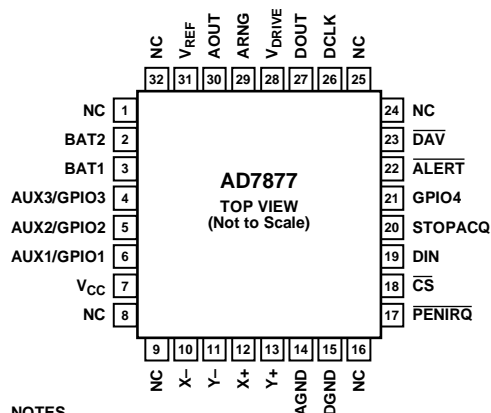 NC
VREF
AOUT
ARNG
VDRIVE
DOUT
DCLK
NC
32 31 30 29 28 27 26 25
NC 1
BAT2 2
BAT1 3
AUX3/GPIO3 4
AUX2/GPIO2 5
AUX1/GPIO1 6
VCC 7
NC 8
AD7877
TOP VIEW
(Not to Scale)
24 NC
23 DAV
22 ALERT
21 GPIO4
20 STOPACQ
19 DIN
18 CS
17 PENIRQ
9 10 11 12 13 14 15 16
NC
X–
Y–
X+
Y+
AGND
DGND
NC
NOTES